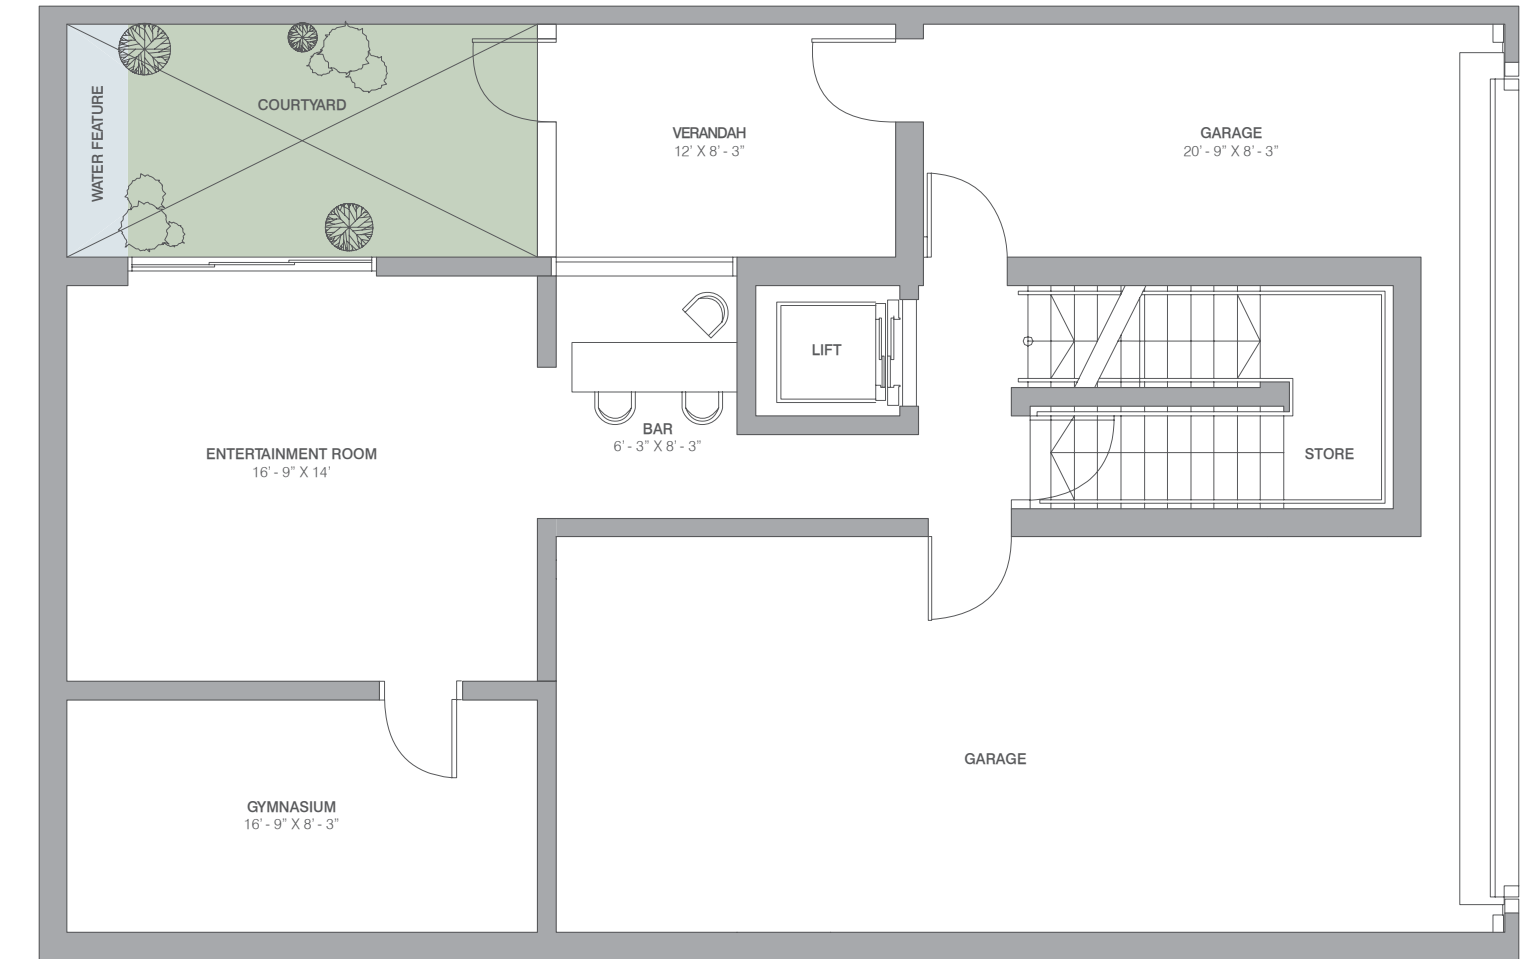 WATER FEATURE
COURTYARD
VERANDAH
12' X 8' - 3"
GARAGE
20' - 9" X 8' - 3"
LIFT
BAR
6' - 3" X 8' - 3"
ENTERTAINMENT ROOM
16' - 9" X 14'
STORE
GARAGE
GYMNASIUM
16' - 9" X 8' - 3"